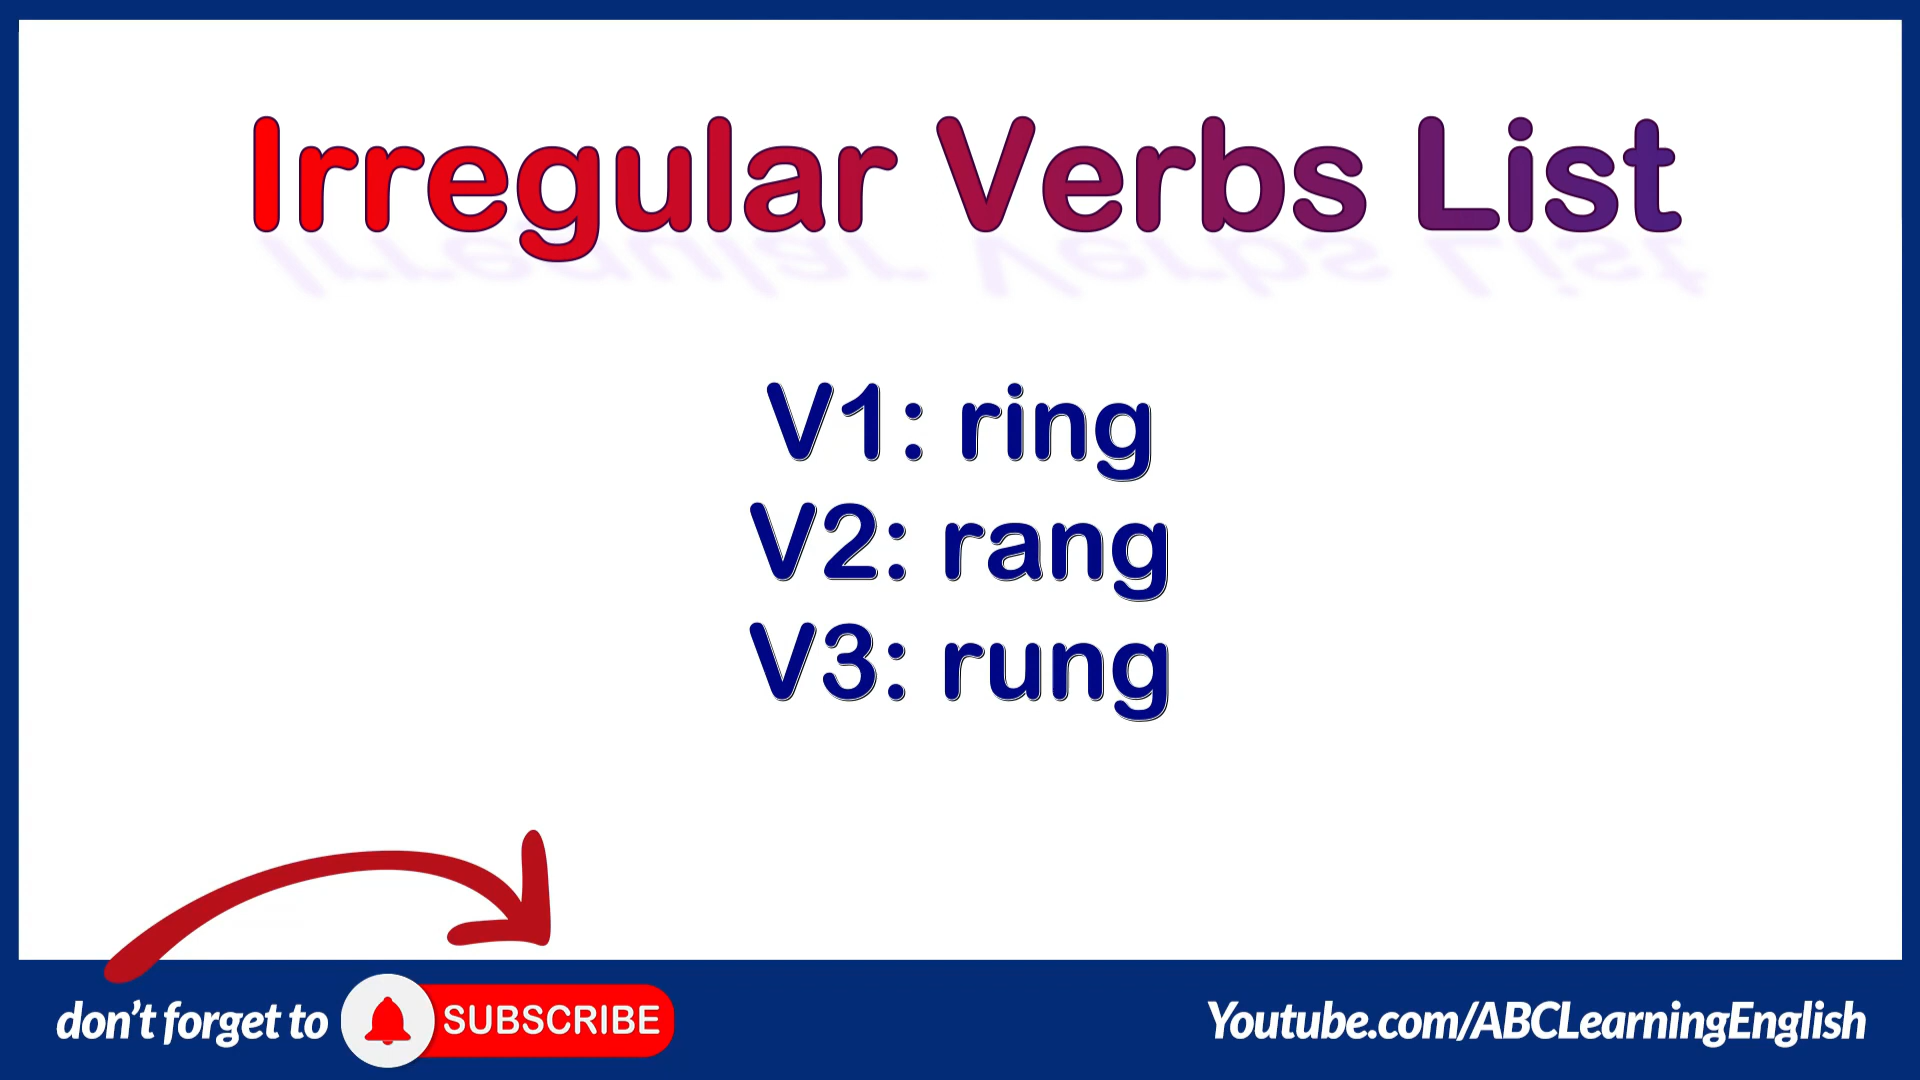 Irregular Verbs List
V1: ring
V2: rang
V3: rung
don't forget to SUBSCRIBE
Youtube.com/ABCLearningEnglish